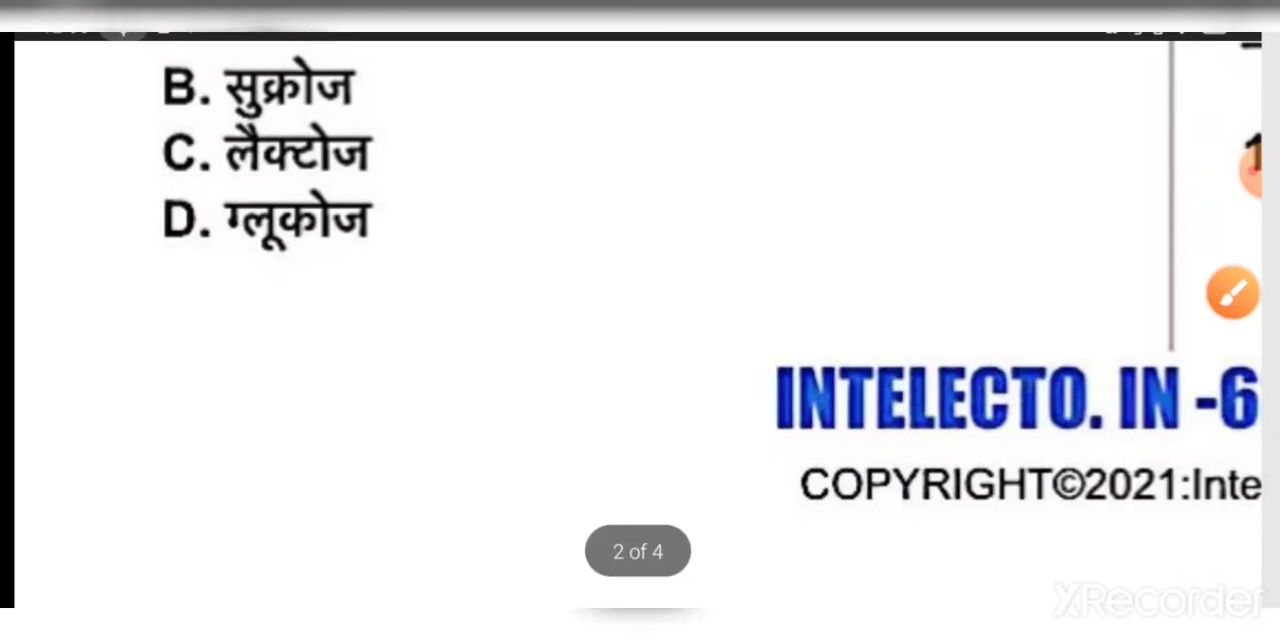 B. सुक्रोज
C. लैक्टोज
D. ग्लूकोज
INTELECTO. IN -6
COPYRIGHT©2021:Inte
2 of 4
XRecorder